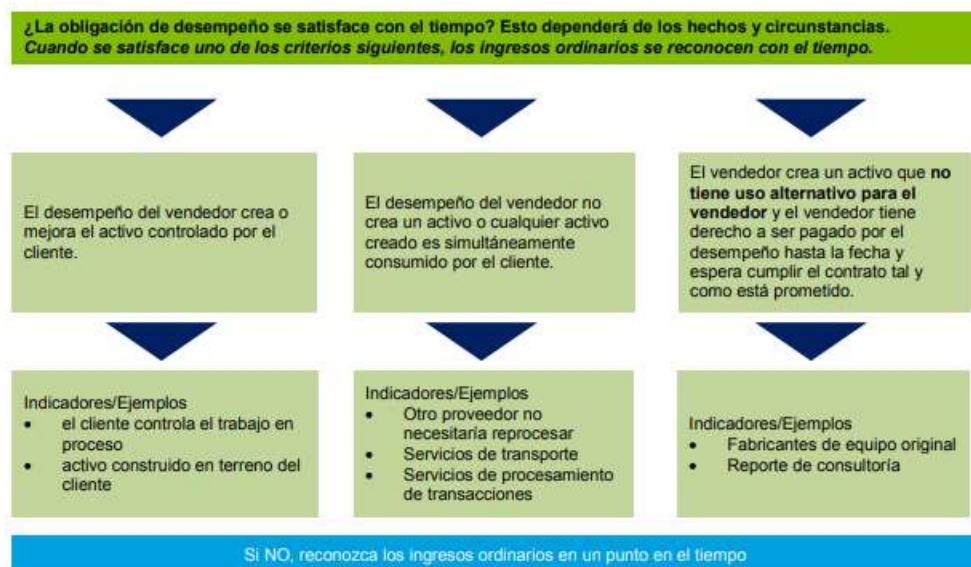 ¿La obligación de desempeño se satisface con el tiempo? Esto dependerá de los hechos y circunstancias.
Cuando se satisface uno de los criterios siguientes, los ingresos ordinarios se reconocen con el tiempo.
El desempeño del vendedor crea o
mejora el activo controlado por el
cliente.
El desempeño del vendedor no
crea un activo o cualquier activo
creado es simultáneamente
consumido por el cliente.
El vendedor crea un activo que no
tiene uso alternativo para el
vendedor y el vendedor tiene
derecho a ser pagado por el
desempeño hasta la fecha y
espera cumplir el contrato tal y
como está prometido.
Indicadores/Ejemplos
• el cliente controla el trabajo en
proceso
• activo construido en terreno del
cliente
Indicadores/Ejemplos
• Otro proveedor no
necesitaría reprocesar
• Servicios de transporte
• Servicios de procesamiento
de transacciones
Indicadores/Ejemplos
• Fabricantes de equipo original
• Reporte de consultoría
Si NO, reconozca los ingresos ordinarios en un punto en el tiempo